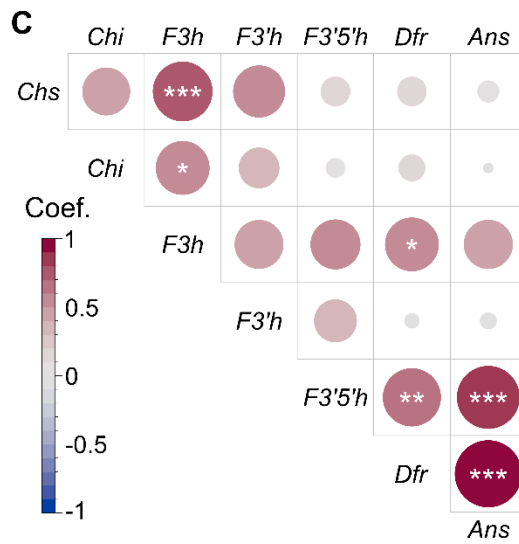 C
Chi F3h F3'h F3'5'h Dfr Ans
Chs ***
Chi *
Coef.
1
0.5
0
-0.5
-1
F3h *
F3'h
F3'5'h ** ***
Dfr ***
Ans